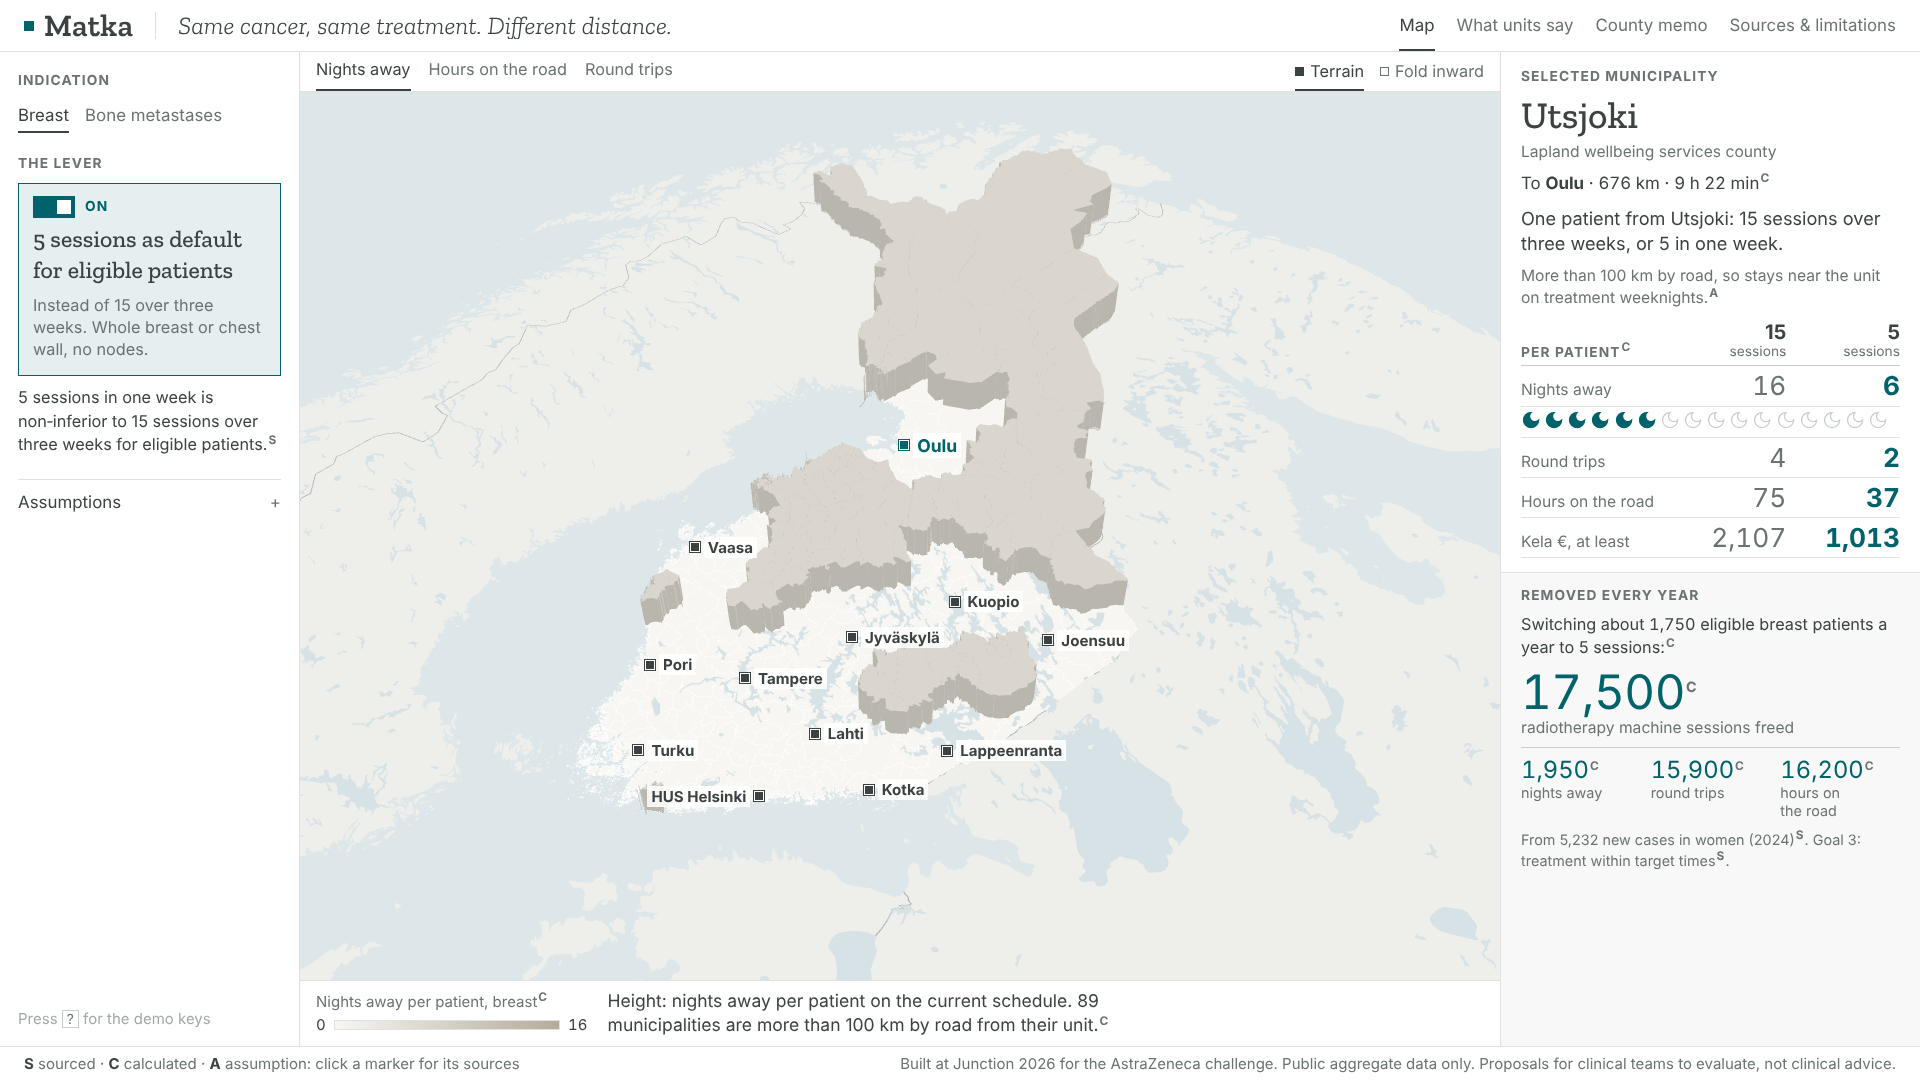 Matka
Same cancer, same treatment. Different distance.
Map
What units say
County memo
Sources & limitations
INDICATION
Breast
Bone metastases
THE LEVER
ON
5 sessions as default
for eligible patients
Instead of 15 over three
weeks. Whole breast or chest
wall, no nodes.
5 sessions in one week is
non-inferior to 15 sessions over
three weeks for eligible patients.S
Assumptions
+
Press ? for the demo keys
Nights away
Hours on the road
Round trips
Terrain
Fold inward
Oulu
Vaasa
Kuopio
Jyväskylä
Joensuu
Pori
Tampere
Lahti
Turku
Lappeenranta
HUS Helsinki
Kotka
Nights away per patient, breastC
0
16
Height: nights away per patient on the current schedule. 89
municipalities are more than 100 km by road from their unit.C
SELECTED MUNICIPALITY
Utsjoki
Lapland wellbeing services county
To Oulu · 676 km · 9 h 22 minC
One patient from Utsjoki: 15 sessions over
three weeks, or 5 in one week.
More than 100 km by road, so stays near the unit
on treatment weeknights.A
PER PATIENTC
15 sessions
5 sessions
Nights away 16 6
Round trips 4 2
Hours on the road 75 37
Kela €, at least 2,107 1,013
REMOVED EVERY YEAR
Switching about 1,750 eligible breast patients a
year to 5 sessions:C
17,500C
radiotherapy machine sessions freed
1,950C
nights away
15,900C
round trips
16,200C
hours on
the road
From 5,232 new cases in women (2024)S. Goal 3:
treatment within target timesS.
S sourced · C calculated · A assumption: click a marker for its sources
Built at Junction 2026 for the AstraZeneca challenge. Public aggregate data only. Proposals for clinical teams to evaluate, not clinical advice.